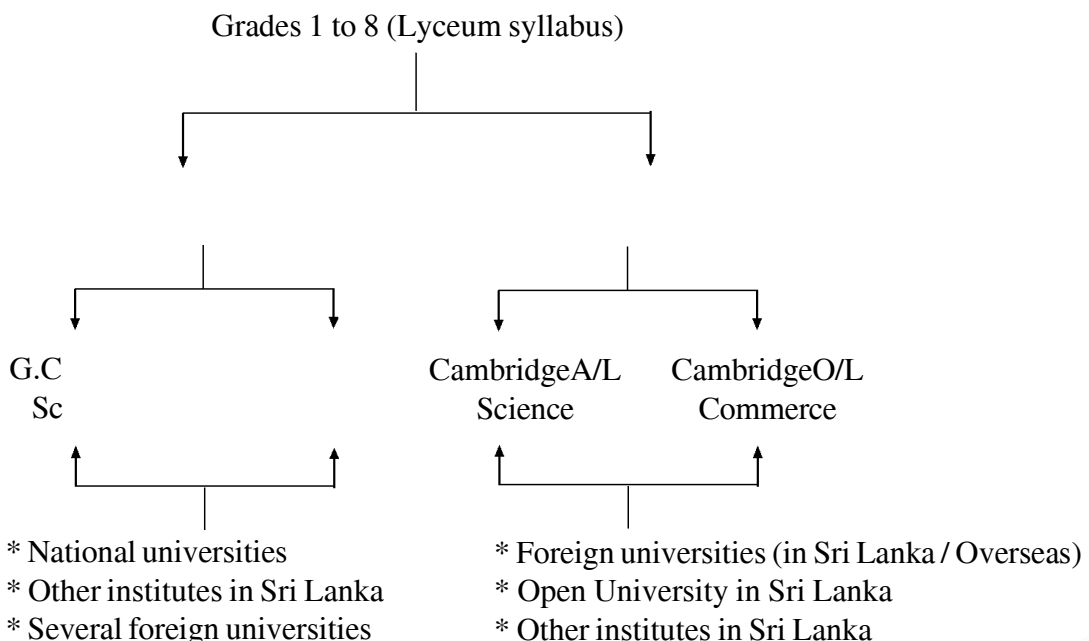 Grades 1 to 8 (Lyceum syllabus)
G.C
Sc
CambridgeA/L
Science
CambridgeO/L
Commerce
* National universities
* Other institutes in Sri Lanka
* Several foreign universities
* Foreign universities (in Sri Lanka / Overseas)
* Open University in Sri Lanka
* Other institutes in Sri Lanka